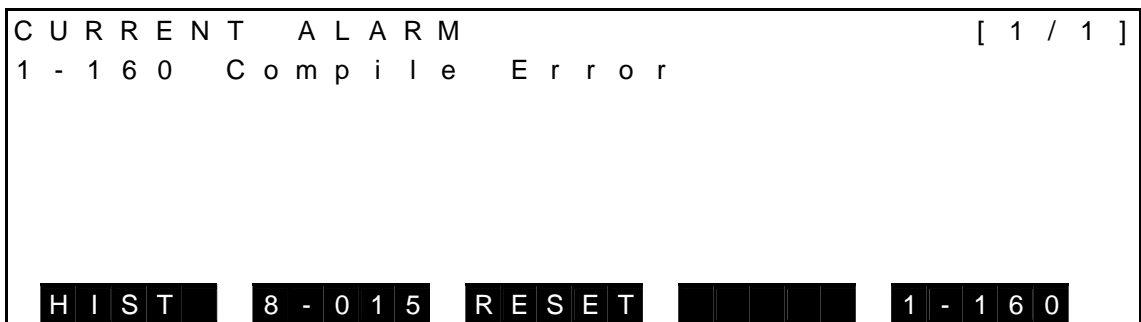 CURRENT ALARM [1/1]
1-160 Compile Error
HIST 8-015 RESET 1-160